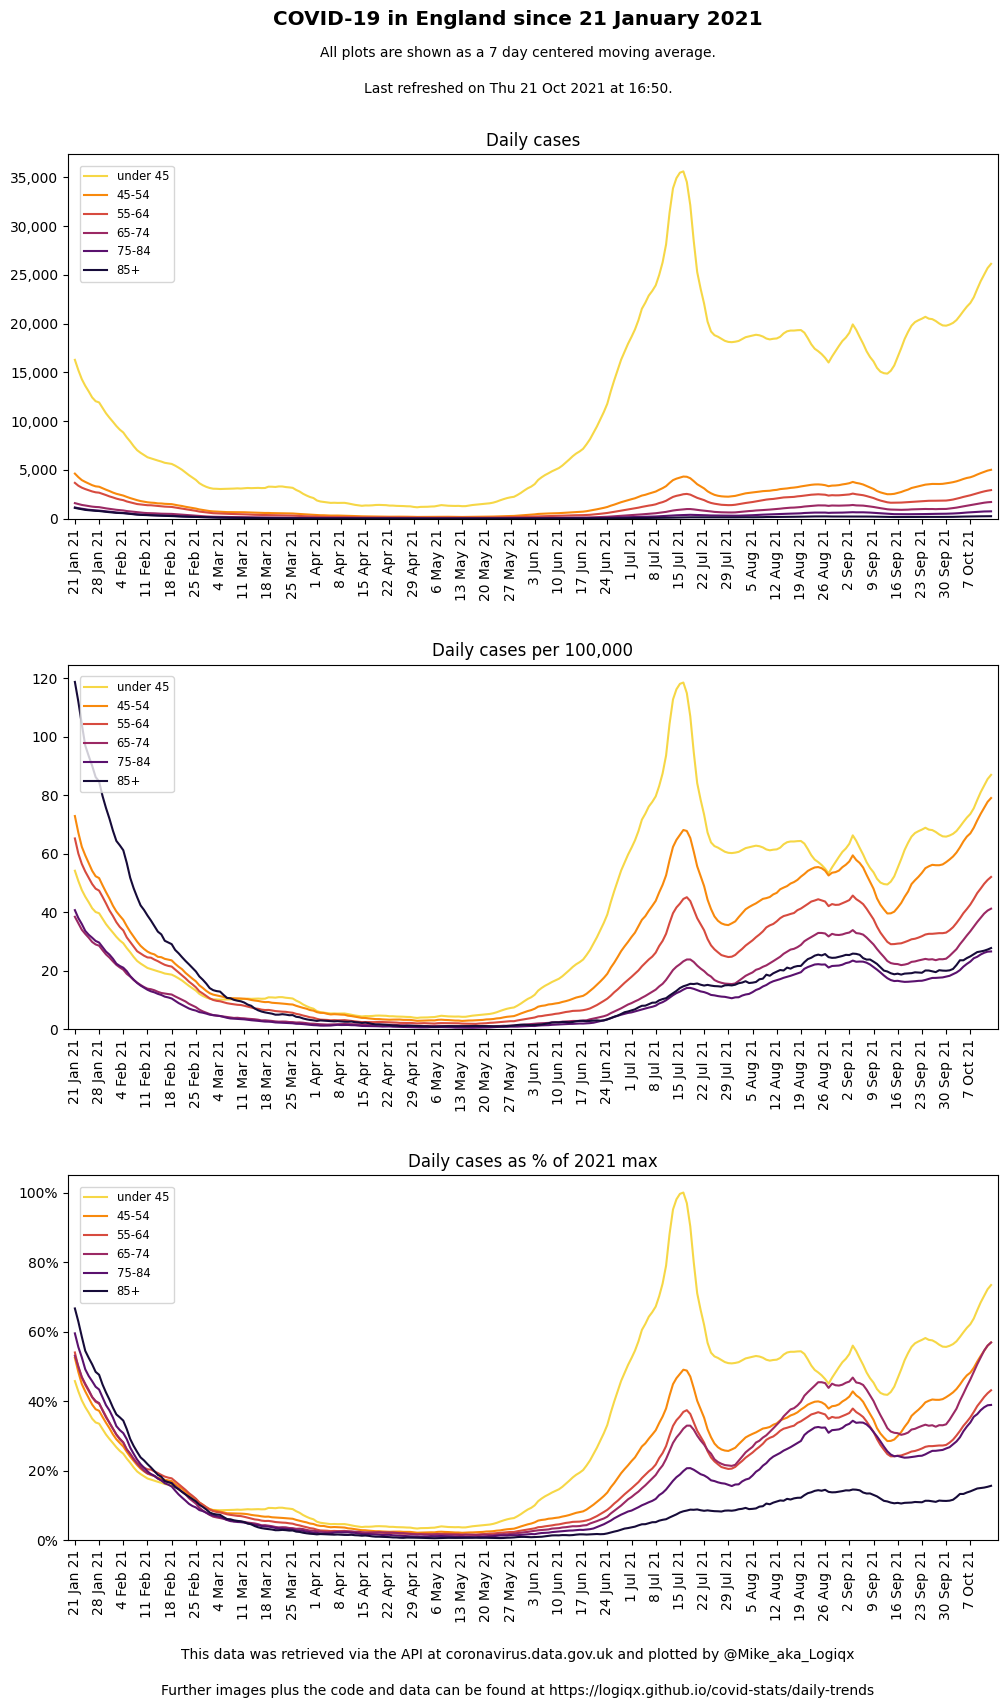 COVID-19 in England since 21 January 2021
All plots are shown as a 7 day centered moving average.
Last refreshed on Thu 21 Oct 2021 at 16:50.
Daily cases
under 45
45-54
55-64
65-74
75-84
85+
35,000
30,000
25,000
20,000
15,000
10,000
5,000
0
21 Jan 21
28 Jan 21
4 Feb 21
11 Feb 21
18 Feb 21
25 Feb 21
4 Mar 21
11 Mar 21
18 Mar 21
25 Mar 21
1 Apr 21
8 Apr 21
15 Apr 21
22 Apr 21
29 Apr 21
6 May 21
13 May 21
20 May 21
27 May 21
3 Jun 21
10 Jun 21
17 Jun 21
24 Jun 21
1 Jul 21
8 Jul 21
15 Jul 21
22 Jul 21
29 Jul 21
5 Aug 21
12 Aug 21
19 Aug 21
26 Aug 21
2 Sep 21
9 Sep 21
16 Sep 21
23 Sep 21
30 Sep 21
7 Oct 21
Daily cases per 100,000
under 45
45-54
55-64
65-74
75-84
85+
120
100
80
60
40
20
0
21 Jan 21
28 Jan 21
4 Feb 21
11 Feb 21
18 Feb 21
25 Feb 21
4 Mar 21
11 Mar 21
18 Mar 21
25 Mar 21
1 Apr 21
8 Apr 21
15 Apr 21
22 Apr 21
29 Apr 21
6 May 21
13 May 21
20 May 21
27 May 21
3 Jun 21
10 Jun 21
17 Jun 21
24 Jun 21
1 Jul 21
8 Jul 21
15 Jul 21
22 Jul 21
29 Jul 21
5 Aug 21
12 Aug 21
19 Aug 21
26 Aug 21
2 Sep 21
9 Sep 21
16 Sep 21
23 Sep 21
30 Sep 21
7 Oct 21
Daily cases as % of 2021 max
under 45
45-54
55-64
65-74
75-84
85+
100%
80%
60%
40%
20%
0%
21 Jan 21
28 Jan 21
4 Feb 21
11 Feb 21
18 Feb 21
25 Feb 21
4 Mar 21
11 Mar 21
18 Mar 21
25 Mar 21
1 Apr 21
8 Apr 21
15 Apr 21
22 Apr 21
29 Apr 21
6 May 21
13 May 21
20 May 21
27 May 21
3 Jun 21
10 Jun 21
17 Jun 21
24 Jun 21
1 Jul 21
8 Jul 21
15 Jul 21
22 Jul 21
29 Jul 21
5 Aug 21
12 Aug 21
19 Aug 21
26 Aug 21
2 Sep 21
9 Sep 21
16 Sep 21
23 Sep 21
30 Sep 21
7 Oct 21
This data was retrieved via the API at coronavirus.data.gov.uk and plotted by @Mike_aka_Logiqx
Further images plus the code and data can be found at https://logiqx.github.io/covid-stats/daily-trends